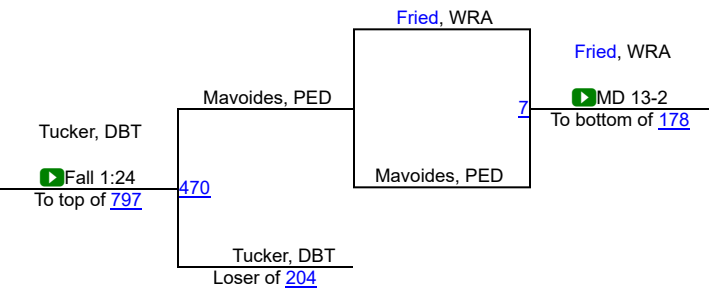 Fried, WRA
Fried, WRA
Mavoides, PED
MD 13-2
7
To bottom of 178
Tucker, DBT
Fall 1:24
Mavoides, PED
470
To top of 797
Tucker, DBT
Loser of 204